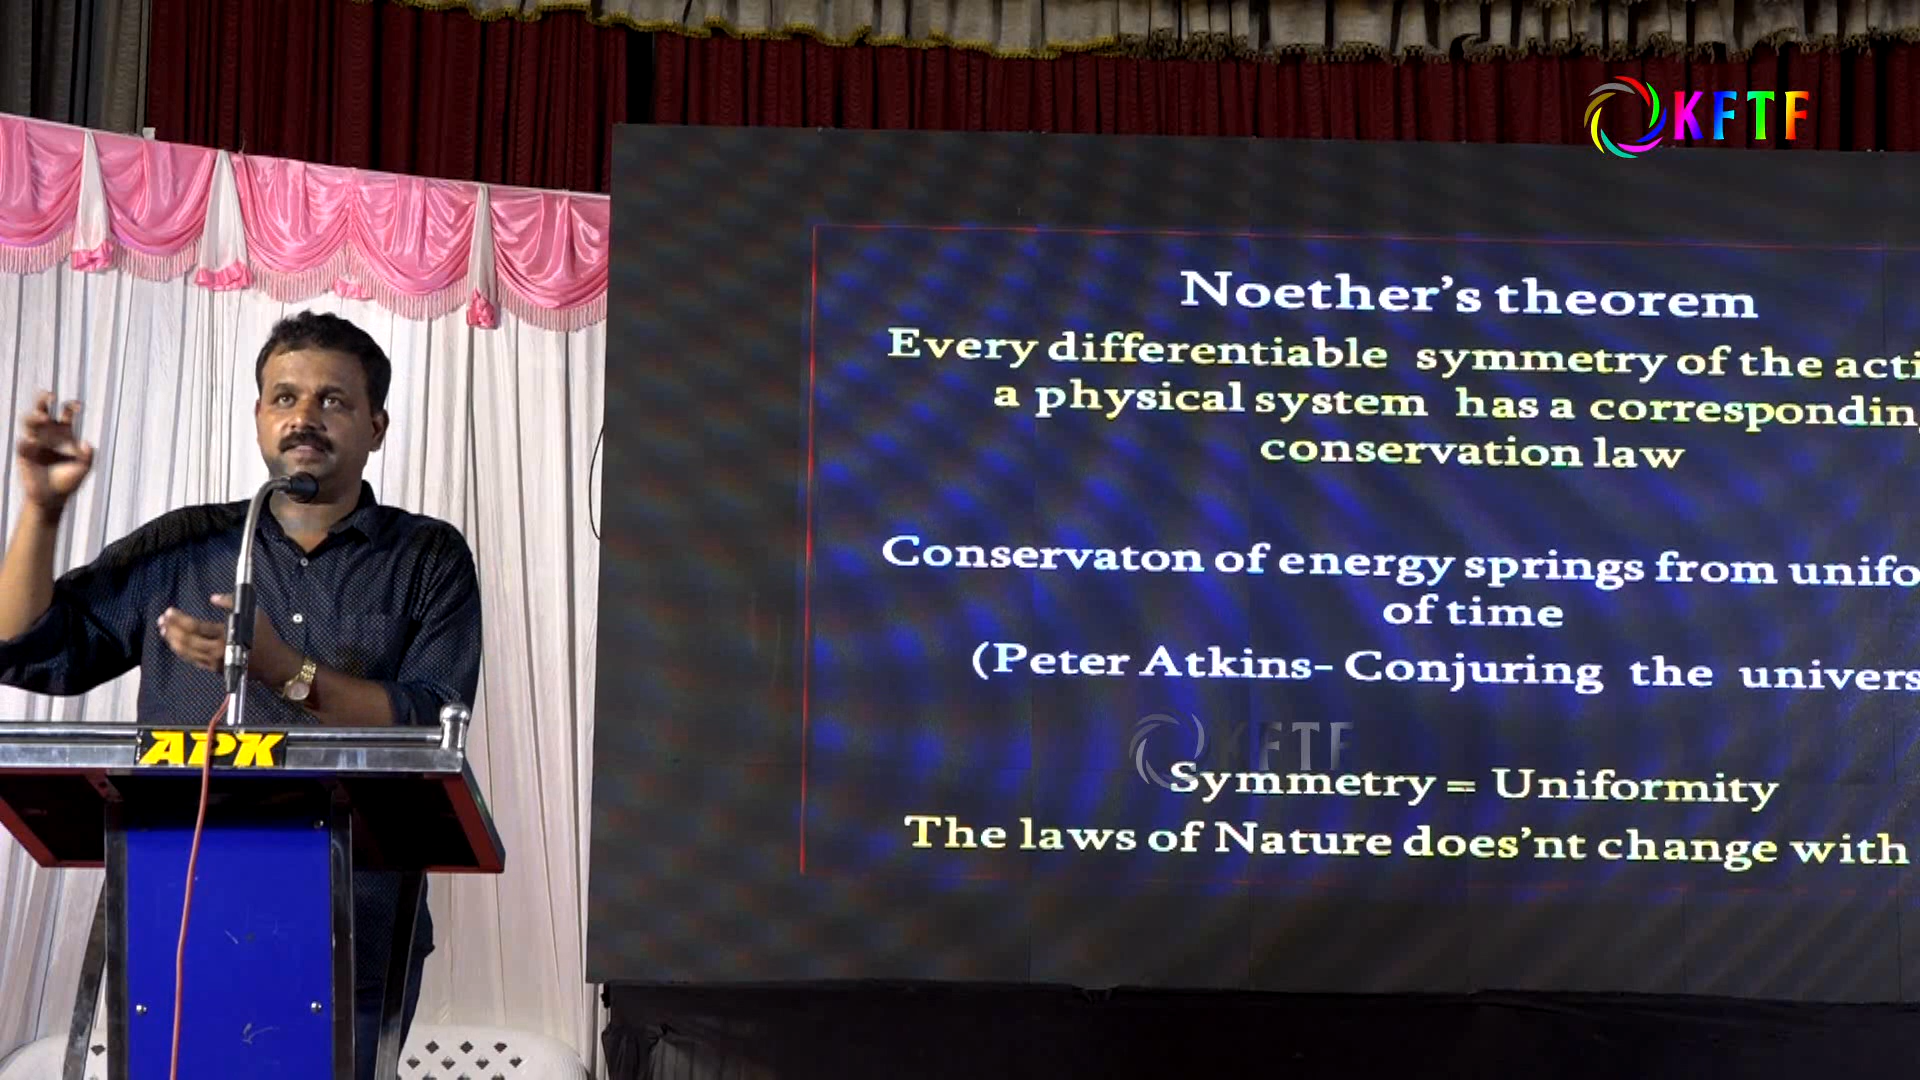 KFTF
Noether's theorem
Every differentiable symmetry of the acti
a physical system has a corresponding
conservation law
Conservaton of energy springs from unifo
of time
(Peter Atkins- Conjuring the univers
KFTF
Symmetry = Uniformity
The laws of Nature does'nt change with
APK